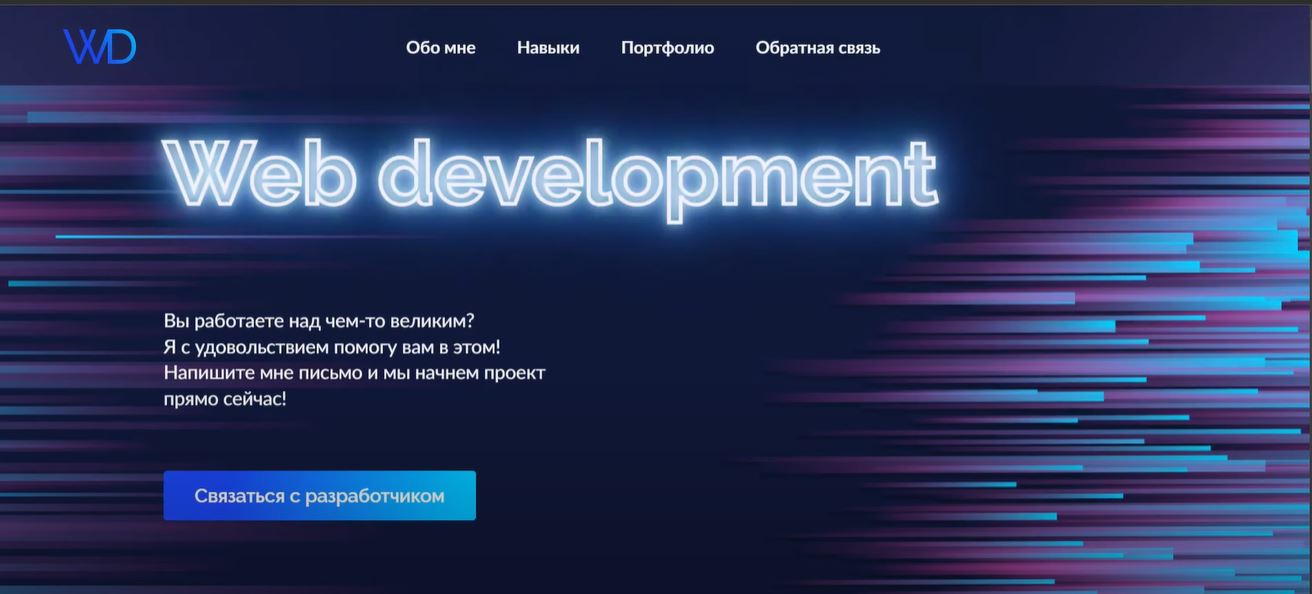 WD
Обо мне Навыки Портфолио Обратная связь
Web development
Вы работаете над чем-то великим?
Я с удовольствием помогу вам в этом!
Напишите мне письмо и мы начнем проект
прямо сейчас!
Связаться с разработчиком